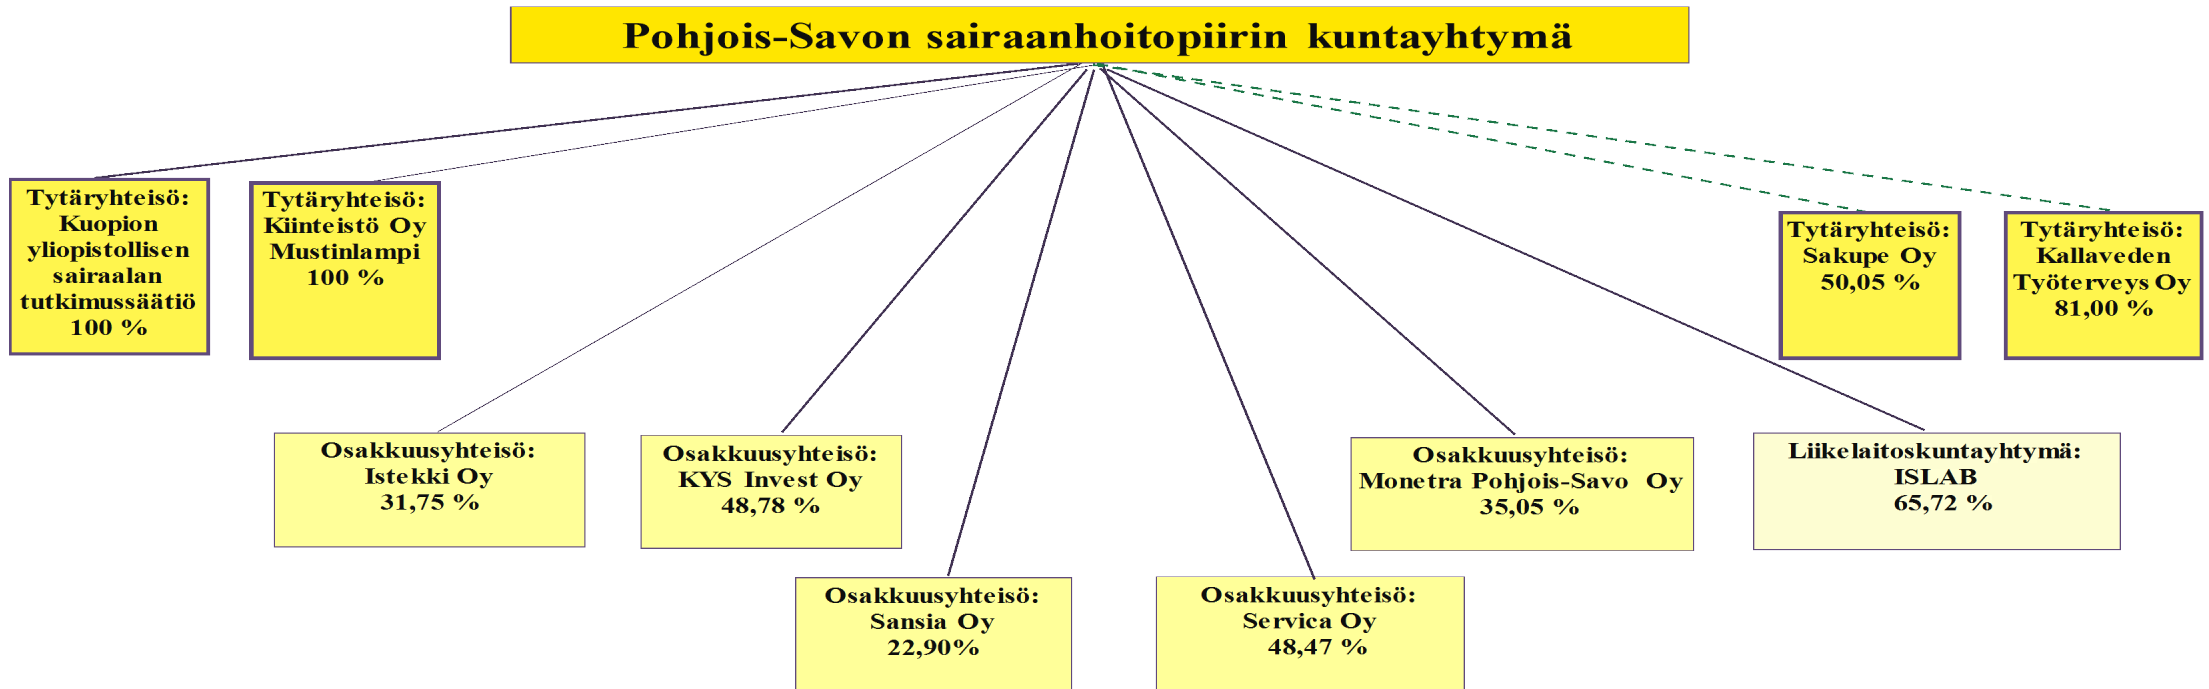 Pohjois-Savon sairaanhoitopiirin kuntayhtymä
Tytäryhteisö:
Kuopion
yliopistollisen
sairaalan
tutkimussäätiö
100 %
Tytäryhteisö:
Kiinteistö Oy
Mustinlampi
100 %
Tytäryhteisö:
Sakupe Oy
50,05 %
Tytäryhteisö:
Kallaveden
Työterveys Oy
81,00 %
Osakkuusyhteisö:
Istekki Oy
31,75 %
Osakkuusyhteisö:
KYS Invest Oy
48,78 %
Osakkuusyhteisö:
Monetra Pohjois-Savo Oy
35,05 %
Liikelaitoskuntayhtymä:
ISLAB
65,72 %
Osakkuusyhteisö:
Sansia Oy
22,90%
Osakkuusyhteisö:
Servica Oy
48,47 %